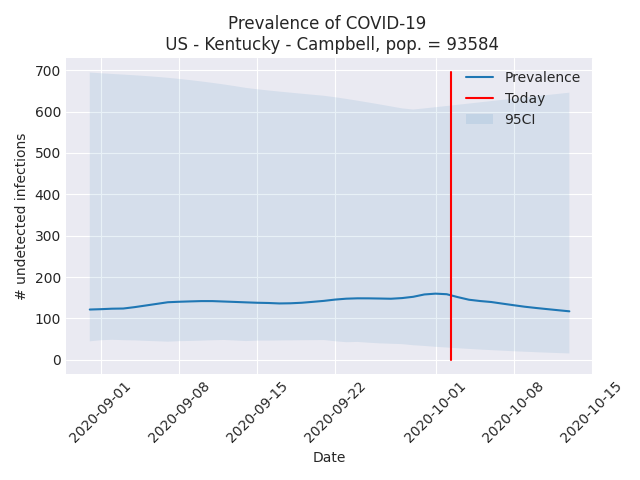 Prevalence of COVID-19
US - Kentucky - Campbell, pop. = 93584
# undetected infections
700
600
500
400
300
200
100
0
Prevalence
Today
95CI
2020-09-01
2020-09-08
2020-09-15
2020-09-22
2020-10-01
2020-10-08
2020-10-15
Date